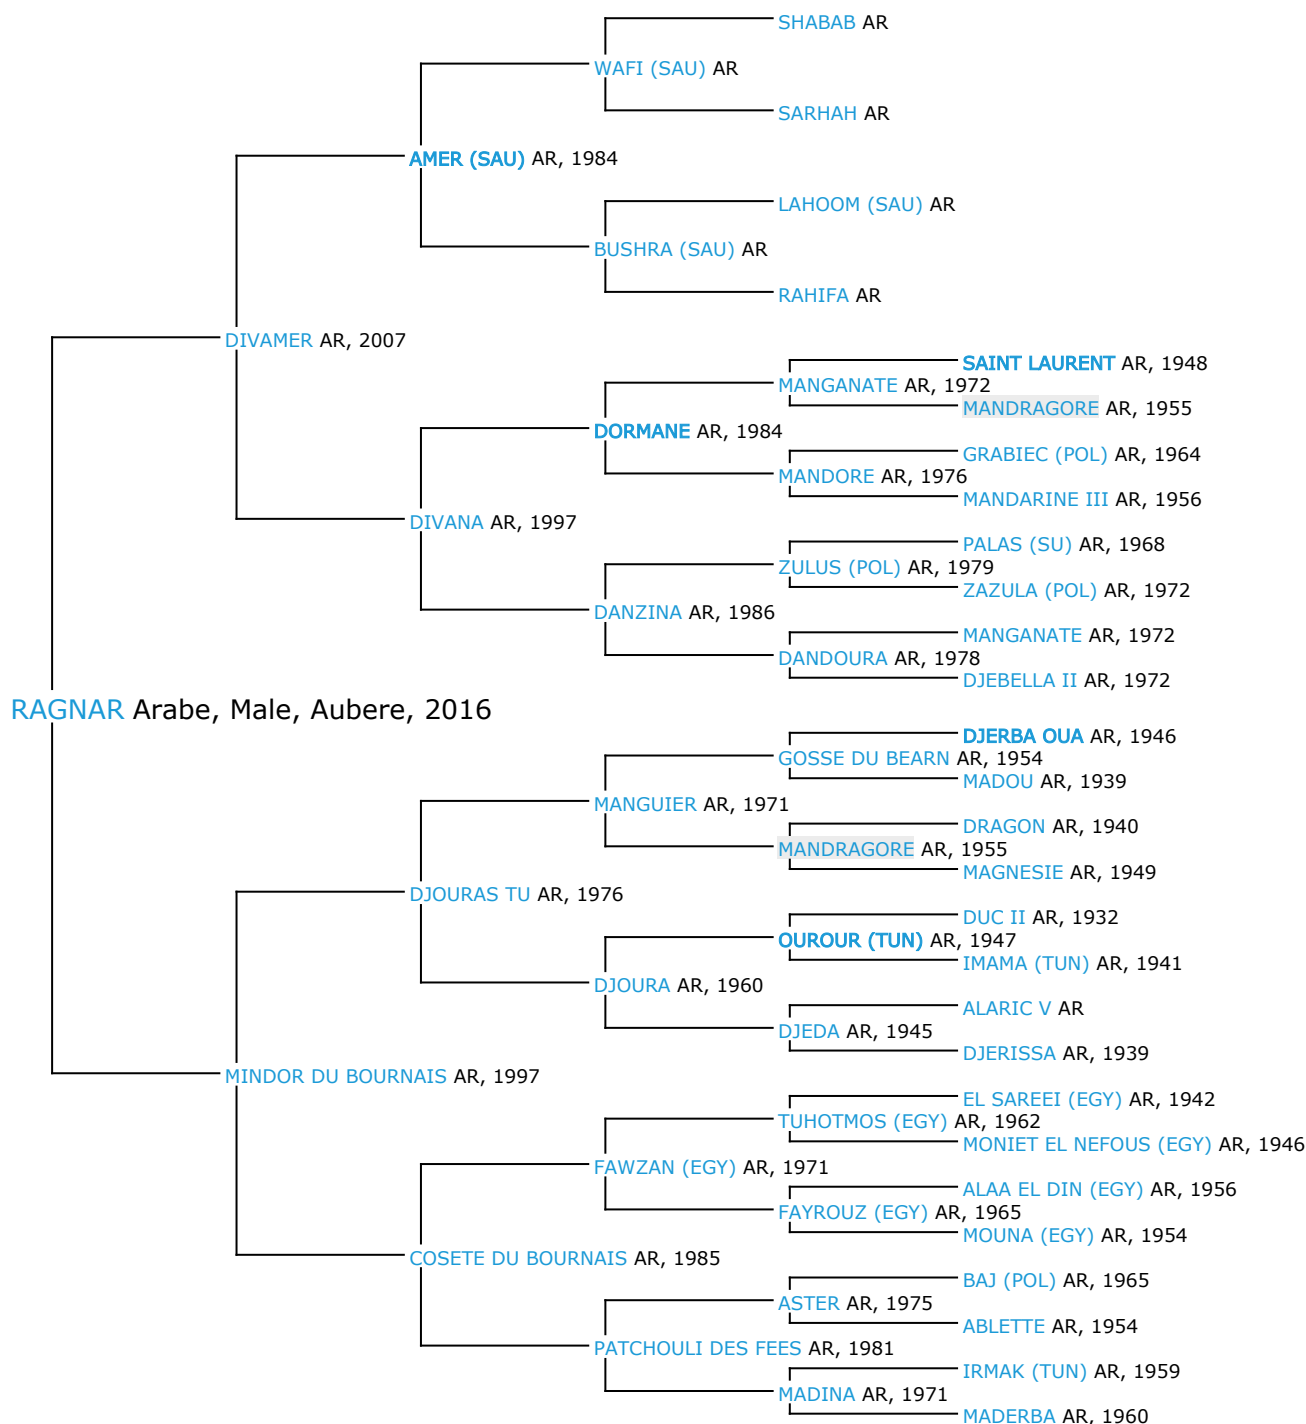 SHABAB AR
WAFI (SAU) AR
SARHAH AR
AMER (SAU) AR, 1984
LAHOOM (SAU) AR
BUSHRA (SAU) AR
RAHIFA AR
DIVAMER AR, 2007
SAINT LAURENT AR, 1948
MANGANATE AR, 1972
MANDRAGORE AR, 1955
DORMANE AR, 1984
GRABIEC (POL) AR, 1964
MANDORE AR, 1976
MANDARINE III AR, 1956
DIVANA AR, 1997
PALAS (SU) AR, 1968
ZULUS (POL) AR, 1979
ZAZULA (POL) AR, 1972
DANZINA AR, 1986
MANGANATE AR, 1972
DANDOURA AR, 1978
DJEBELLA II AR, 1972
RAGNAR Arabe, Male, Aubere, 2016
DJERBA OUA AR, 1946
GOSSE DU BEARN AR, 1954
MADOU AR, 1939
MANGUIER AR, 1971
DRAGON AR, 1940
MANDRAGORE AR, 1955
MAGNESIE AR, 1949
DJOURAS TU AR, 1976
DUC II AR, 1932
OUROUR (TUN) AR, 1947
IMAMA (TUN) AR, 1941
DJOURA AR, 1960
ALARIC V AR
DJEDA AR, 1945
DJERISSA AR, 1939
MINDOR DU BOURNAIS AR, 1997
EL SAREEI (EGY) AR, 1942
TUHOTMOS (EGY) AR, 1962
MONIET EL NEFOUS (EGY) AR, 1946
FAWZAN (EGY) AR, 1971
ALAA EL DIN (EGY) AR, 1956
FAYROUZ (EGY) AR, 1965
MOUNA (EGY) AR, 1954
COSETE DU BOURNAIS AR, 1985
BAJ (POL) AR, 1965
ASTER AR, 1975
ABLETTE AR, 1954
PATCHOULI DES FEES AR, 1981
IRMAK (TUN) AR, 1959
MADINA AR, 1971
MADERBA AR, 1960